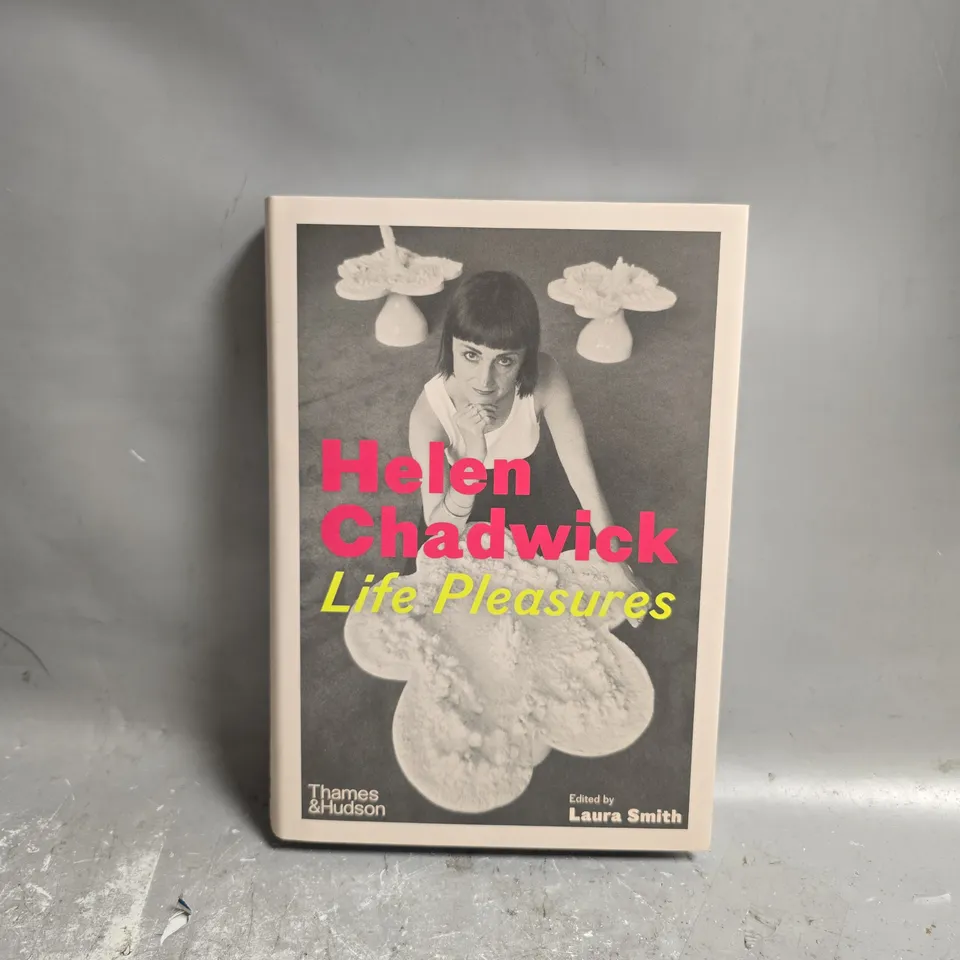 Helen
Chadwick
Life Pleasures
Thames
&Hudson
Edited by
Laura Smith